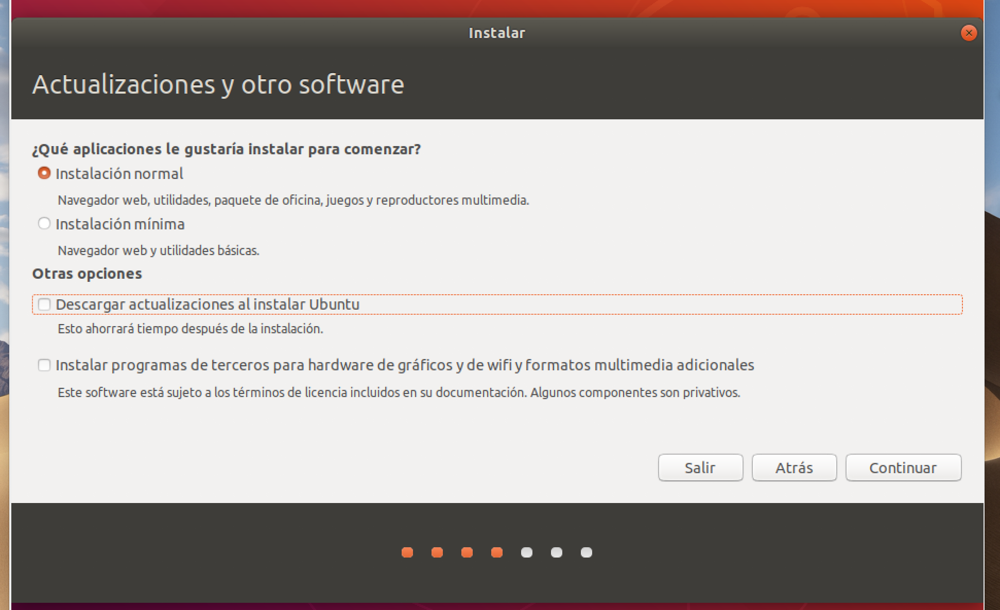 Instalar
Actualizaciones y otro software
¿Qué aplicaciones le gustaría instalar para comenzar?
Instalación normal
Navegador web, utilidades, paquete de oficina, juegos y reproductores multimedia.
Instalación mínima
Navegador web y utilidades básicas.
Otras opciones
Descargar actualizaciones al instalar Ubuntu
Esto ahorrará tiempo después de la instalación.
Instalar programas de terceros para hardware de gráficos y de wifi y formatos multimedia adicionales
Este software está sujeto a los términos de licencia incluidos en su documentación. Algunos componentes son privativos.
Salir
Atrás
Continuar